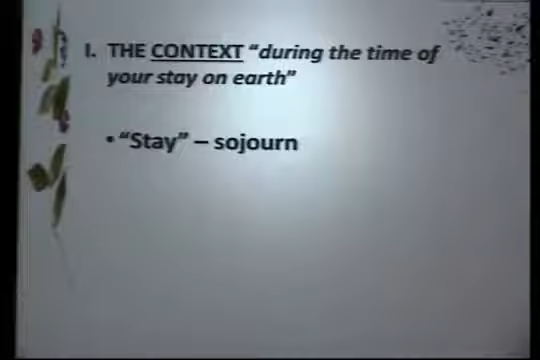 I. THE CONTEXT “during the time of
your stay on earth”
• “Stay” – sojourn